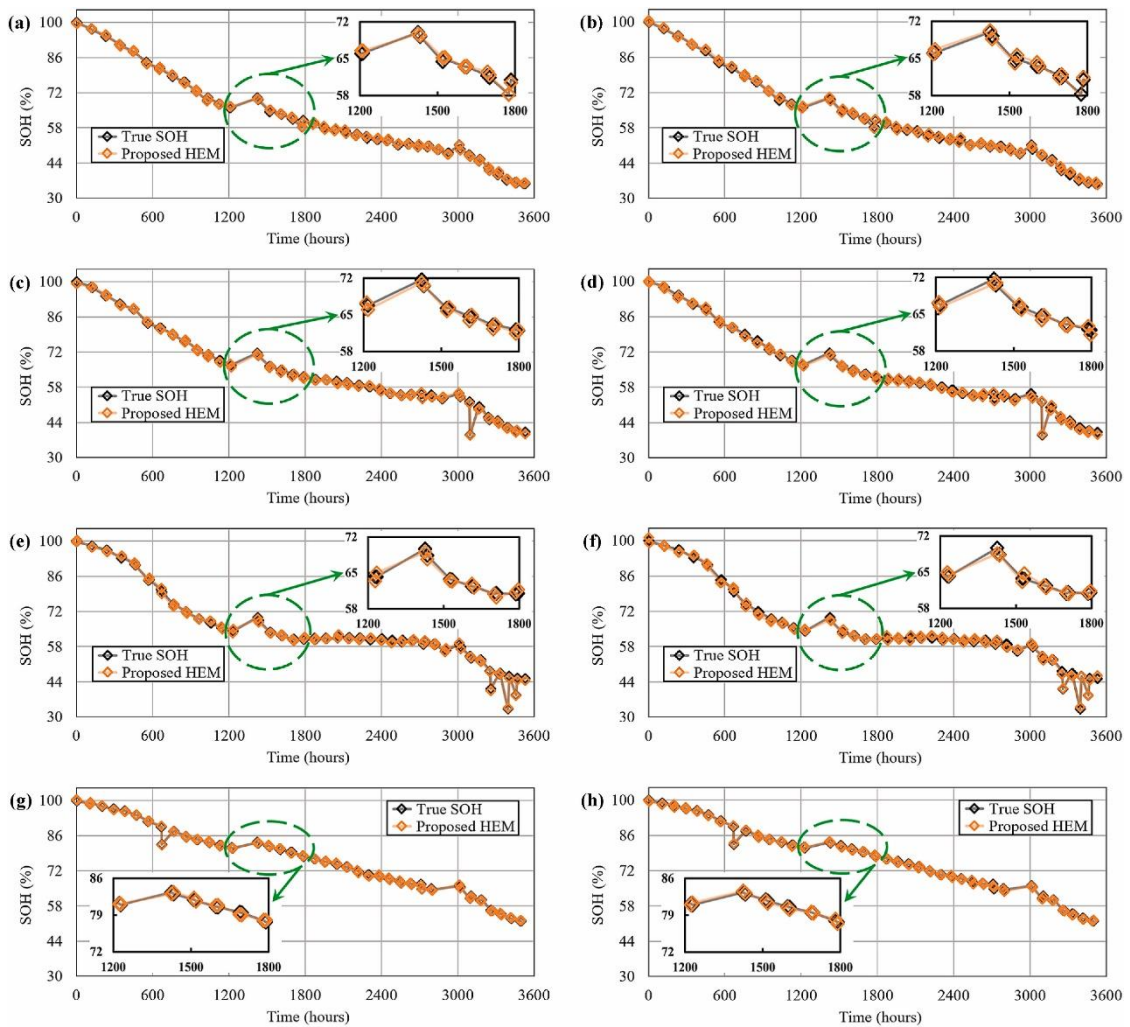 (a)
SOH (%)
100
86
72
58
44
30
0 600 1200 1800 2400 3000 3600
Time (hours)
True SOH
Proposed HEM
72
65
58
1200 1500 1800
(b)
SOH (%)
100
86
72
58
44
30
0 600 1200 1800 2400 3000 3600
Time (hours)
True SOH
Proposed HEM
72
65
58
1200 1500 1800
(c)
SOH (%)
100
86
72
58
44
30
0 600 1200 1800 2400 3000 3600
Time (hours)
True SOH
Proposed HEM
72
65
58
1200 1500 1800
(d)
SOH (%)
100
86
72
58
44
30
0 600 1200 1800 2400 3000 3600
Time (hours)
True SOH
Proposed HEM
72
65
58
1200 1500 1800
(e)
SOH (%)
100
86
72
58
44
30
0 600 1200 1800 2400 3000 3600
Time (hours)
True SOH
Proposed HEM
72
65
58
1200 1500 1800
(f)
SOH (%)
100
86
72
58
44
30
0 600 1200 1800 2400 3000 3600
Time (hours)
True SOH
Proposed HEM
72
65
58
1200 1500 1800
(g)
SOH (%)
100
86
72
58
44
30
0 600 1200 1800 2400 3000 3600
Time (hours)
True SOH
Proposed HEM
86
79
72
1200 1500 1800
(h)
SOH (%)
100
86
72
58
44
30
0 600 1200 1800 2400 3000 3600
Time (hours)
True SOH
Proposed HEM
86
79
72
1200 1500 1800